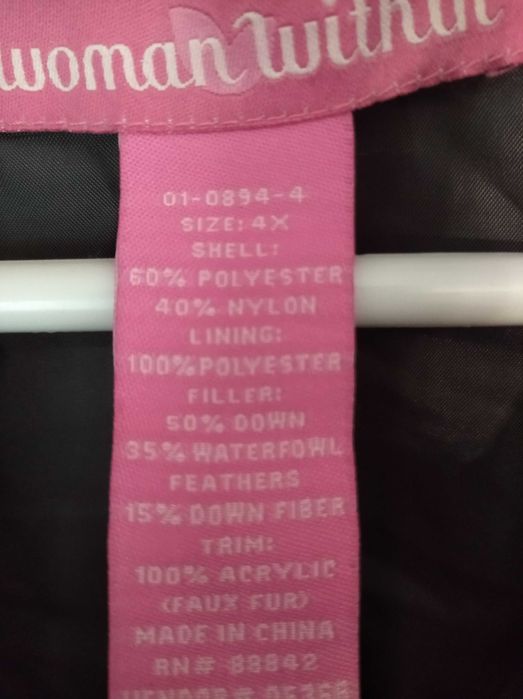 woman within
01-0894-4
SIZE: 4X
SHELL:
60% POLYESTER
40% NYLON
LINING:
100% POLYESTER
FILLER:
50% DOWN
35% WATERFOWL
FEATHERS
15% DOWN FIBER
TRIM:
100% ACRYLIC
(FAUX FUR)
MADE IN CHINA
RN# 88842
VENDOR#